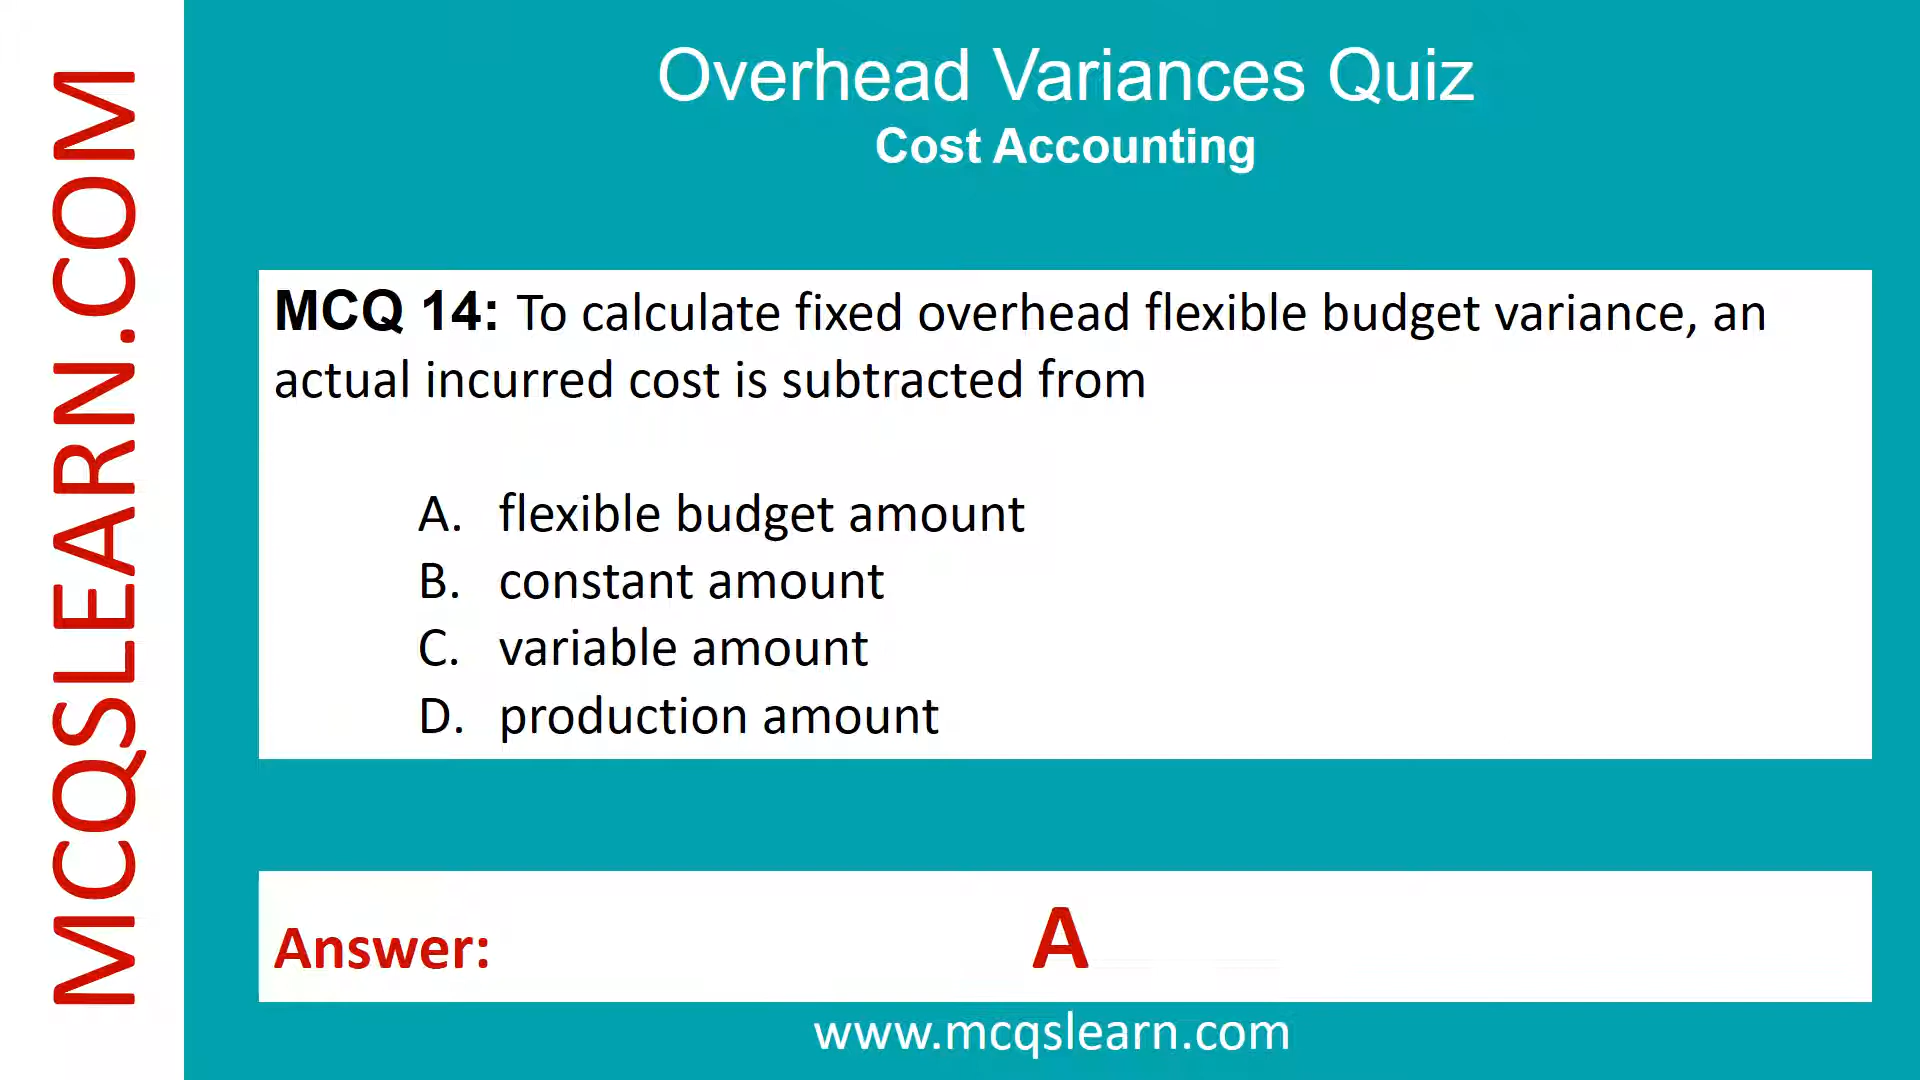 MCQSLEARN.COM
Overhead Variances Quiz
Cost Accounting
MCQ 14: To calculate fixed overhead flexible budget variance, an
actual incurred cost is subtracted from
A. flexible budget amount
B. constant amount
C. variable amount
D. production amount
Answer: A
www.mcqslearn.com